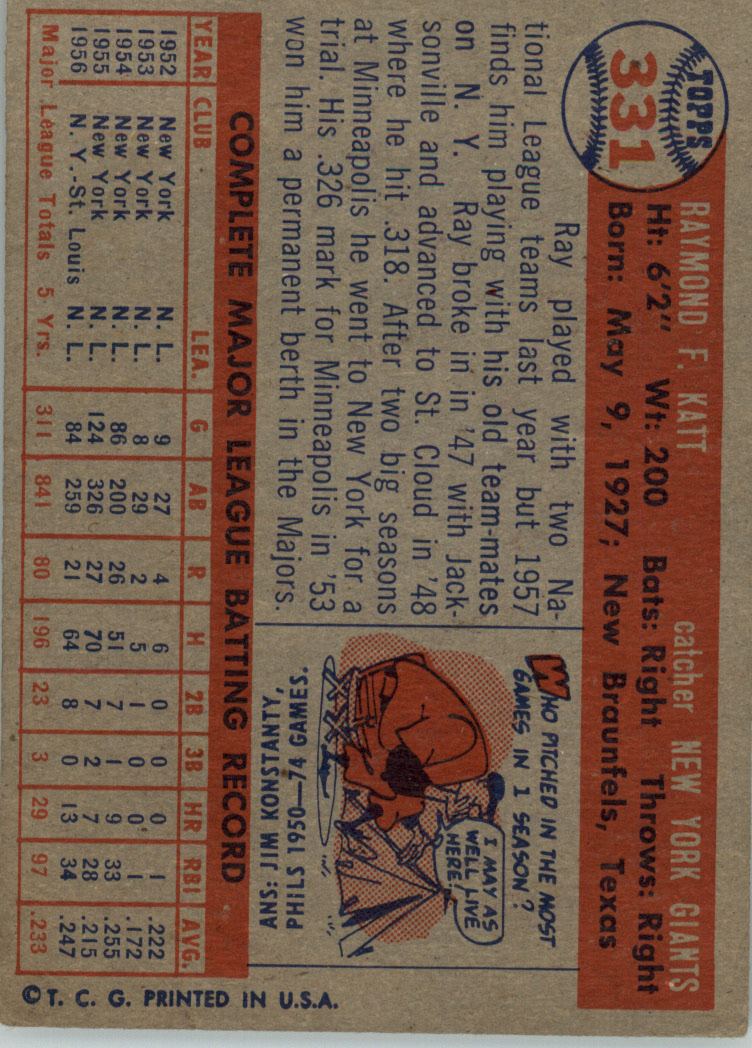 TOPPS
331
RAYMOND F. KATT catcher NEW YORK GIANTS
Ht: 6'2" Wt: 200 Bats: Right Throws: Right
Born: May 9, 1927; New Braunfels, Texas
Ray played with two Na-
tional League teams last year but 1957
finds him playing with his old team-mates
on N. Y. Ray broke in in '47 with Jack-
sonville and advanced to St. Cloud in '48
where he hit .318. After two big seasons
at Minneapolis he went to New York for a
trial. His .326 mark for Minneapolis in '53
won him a permanent berth in the Majors.
WHO PITCHED IN THE MOST
GAMES IN 1 SEASON?
I MAY AS
WELL LIVE
HERE!
ANS: JIM KONSTANTY,
PHILS 1950—74 GAMES.
COMPLETE MAJOR LEAGUE BATTING RECORD
YEAR CLUB LEA. G AB R H 2B 3B HR RBI AVG.
1952 New York N. L. 9 27 4 6 0 0 0 1 .222
1953 New York N. L. 8 29 2 5 1 0 0 1 .172
1954 New York N. L. 86 200 26 51 7 1 9 33 .255
1955 New York N. L. 124 326 27 70 7 2 7 28 .215
1956 N. Y.-St. Louis N. L. 84 259 21 64 8 0 13 34 .247
Major League Totals 5 Yrs. 311 841 80 196 23 3 29 97 .233
© T. C. G. PRINTED IN U.S.A.